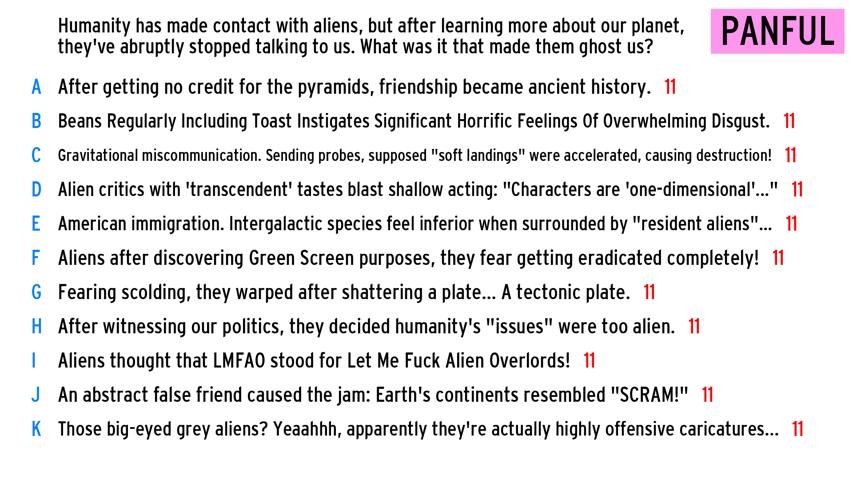 Humanity has made contact with aliens, but after learning more about our planet,
they've abruptly stopped talking to us. What was it that made them ghost us?
PANFUL
A After getting no credit for the pyramids, friendship became ancient history. 11
B Beans Regularly Including Toast Instigates Significant Horrific Feelings Of Overwhelming Disgust. 11
C Gravitational miscommunication. Sending probes, supposed "soft landings" were accelerated, causing destruction! 11
D Alien critics with 'transcendent' tastes blast shallow acting: "Characters are 'one-dimensional'..." 11
E American immigration. Intergalactic species feel inferior when surrounded by "resident aliens"... 11
F Aliens after discovering Green Screen purposes, they fear getting eradicated completely! 11
G Fearing scolding, they warped after shattering a plate... A tectonic plate. 11
H After witnessing our politics, they decided humanity's "issues" were too alien. 11
I Aliens thought that LMFAO stood for Let Me Fuck Alien Overlords! 11
J An abstract false friend caused the jam: Earth's continents resembled "SCRAM!" 11
K Those big-eyed grey aliens? Yeaahhh, apparently they're actually highly offensive caricatures... 11